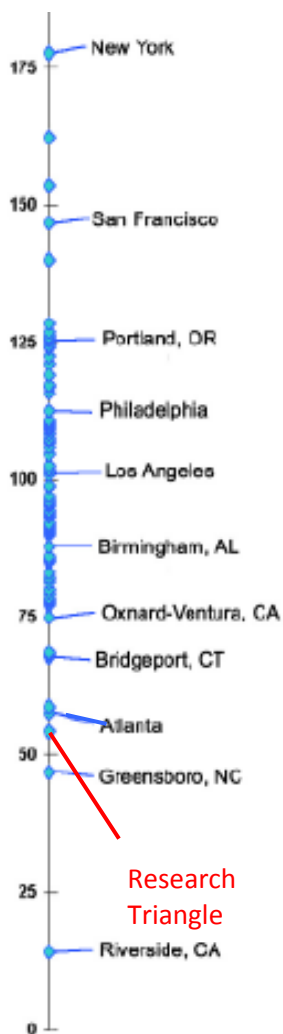 New York
175
150
San Francisco
125
Portland, OR
Philadelphia
100
Los Angeles
Birmingham, AL
75
Oxnard-Ventura, CA
Bridgeport, CT
Atlanta
50
Greensboro, NC
Research
Triangle
25
Riverside, CA
0